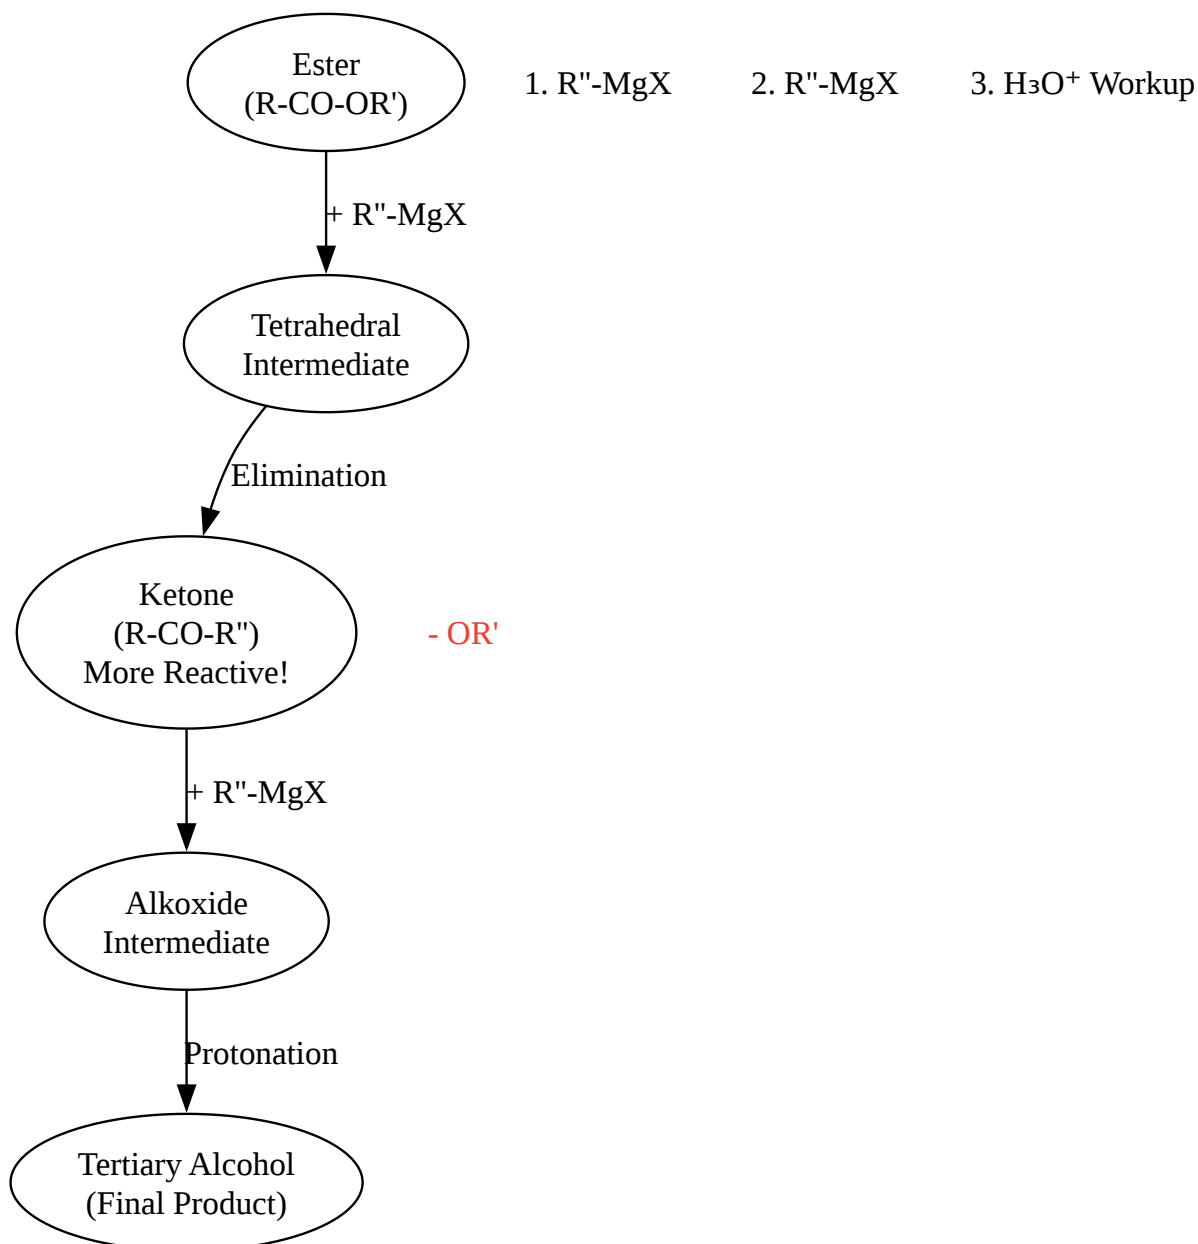 Ester
(R-CO-OR')
1. R"-MgX
2. R"-MgX
3. H₃O⁺ Workup
+ R"-MgX
Tetrahedral
Intermediate
Elimination
Ketone
(R-CO-R")
More Reactive!
- OR'
+ R"-MgX
Alkoxide
Intermediate
Protonation
Tertiary Alcohol
(Final Product)